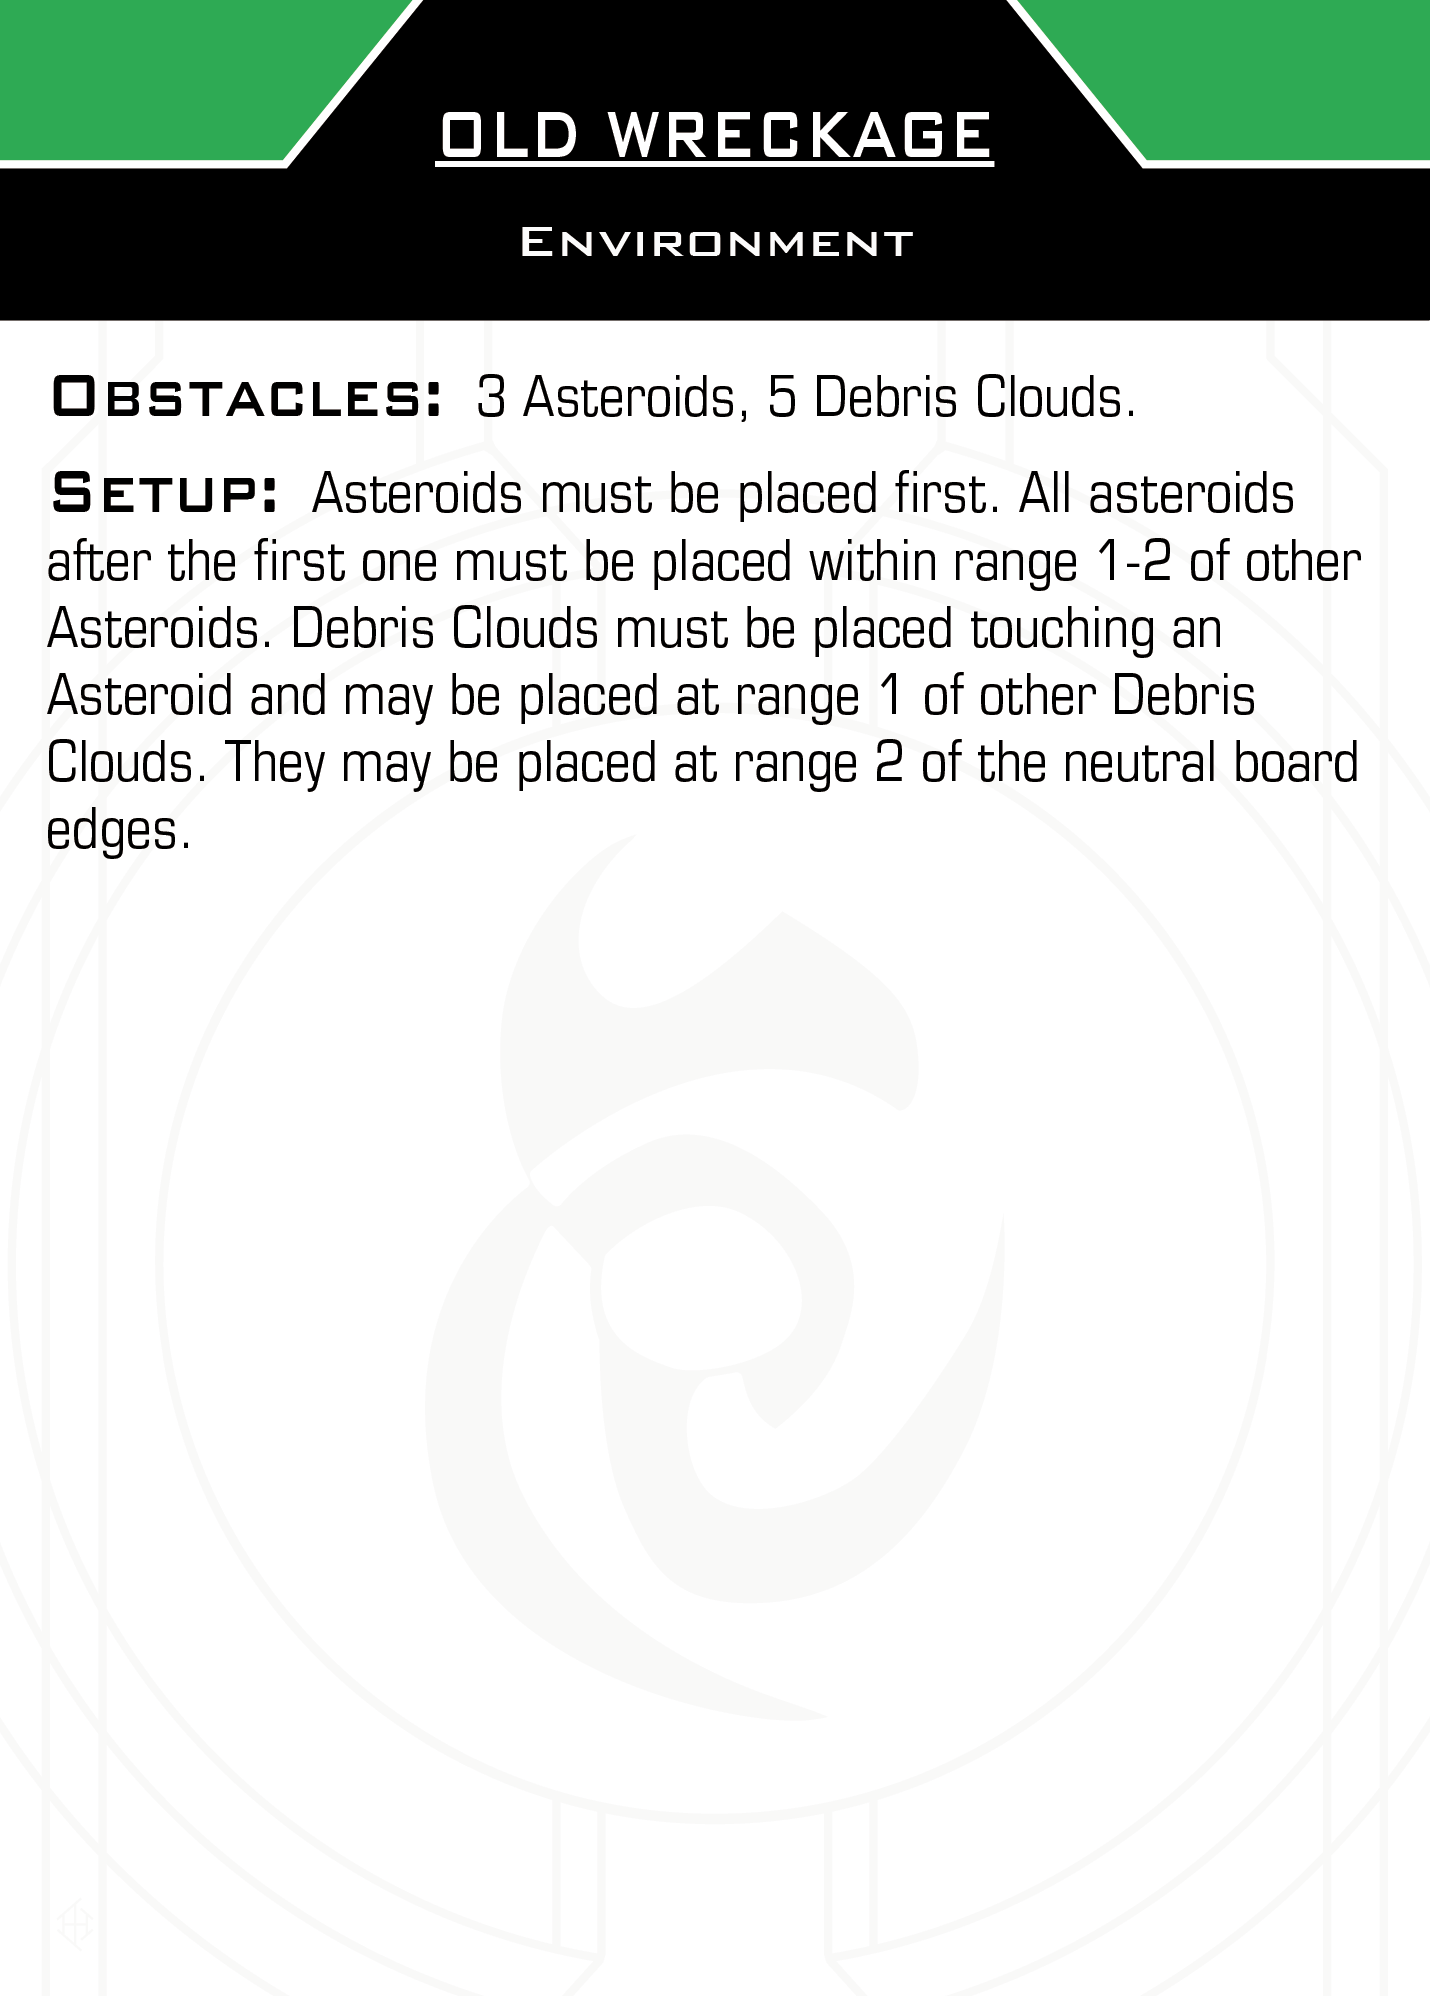 OLD WRECKAGE
Environment
Obstacles: 3 Asteroids, 5 Debris Clouds.
Setup: Asteroids must be placed first. All asteroids
after the first one must be placed within range 1-2 of other
Asteroids. Debris Clouds must be placed touching an
Asteroid and may be placed at range 1 of other Debris
Clouds. They may be placed at range 2 of the neutral board
edges.